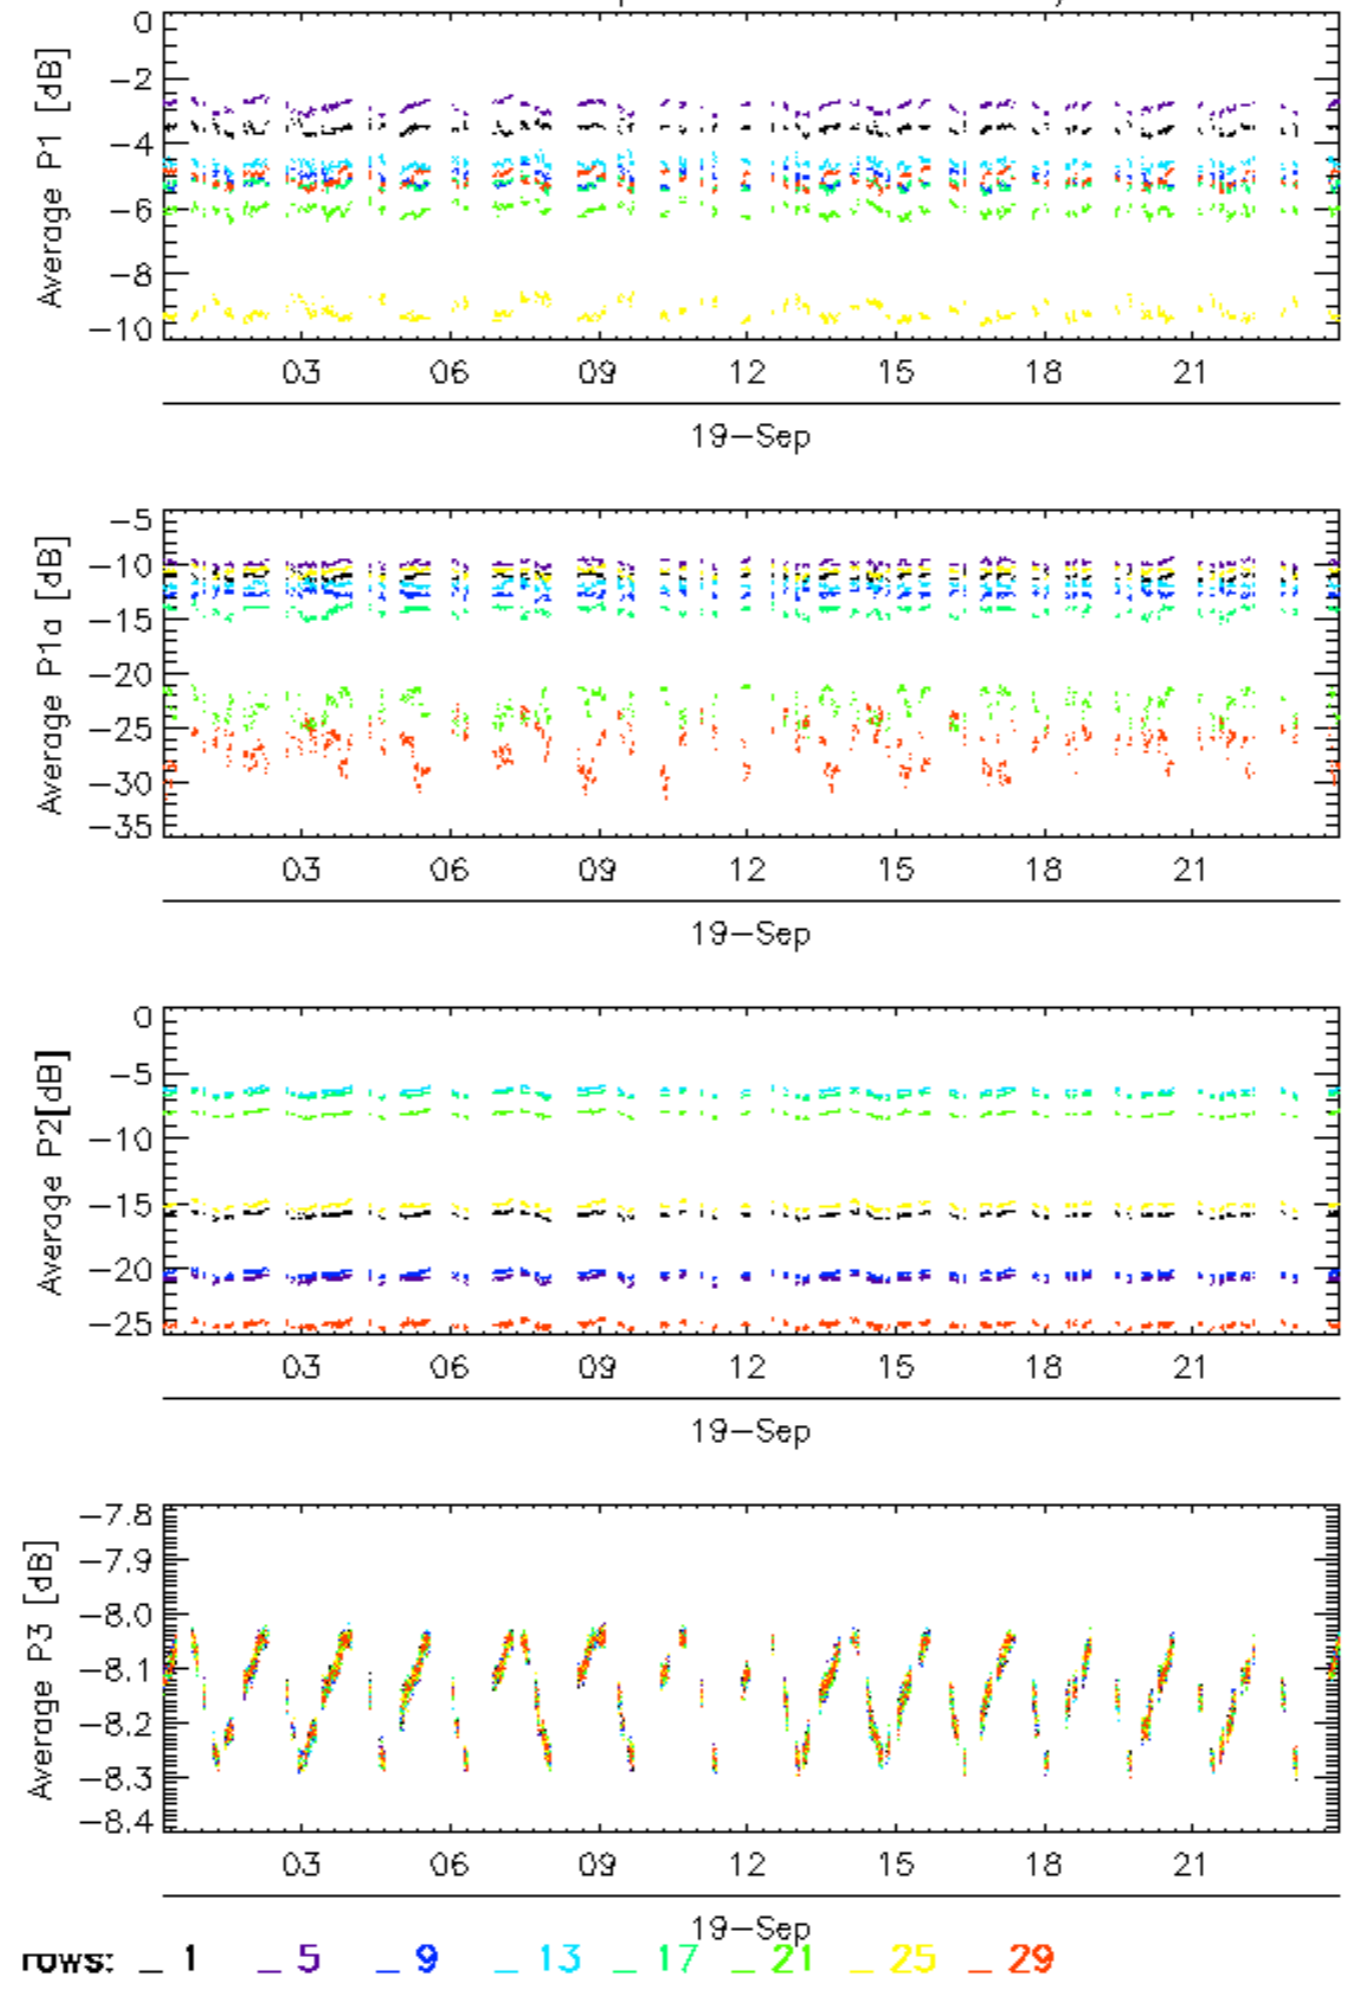 0
−2
−4
−6
−8
−10
Average P1 [dB]
03 06 09 12 15 18 21
19−Sep
−5
−10
−15
−20
−25
−30
−35
Average P1a [dB]
03 06 09 12 15 18 21
19−Sep
0
−5
−10
−15
−20
−25
Average P2[dB]
03 06 09 12 15 18 21
19−Sep
−7.8
−7.9
−8.0
−8.1
−8.2
−8.3
−8.4
Average P3 [dB]
03 06 09 12 15 18 21
19−Sep
rows: _ 1 _ 5 _ 9 _ 13 _ 17 _ 21 _ 25 _ 29